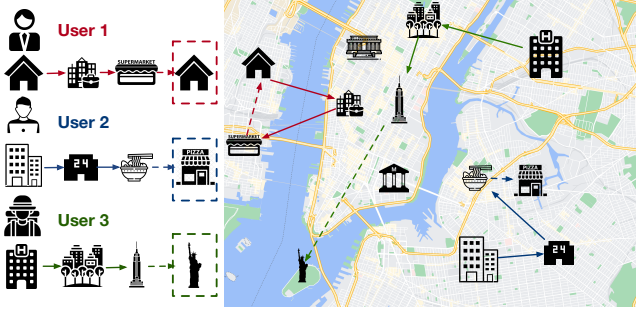 User 1
SUPERMARKET
User 2
24
PIZZA
User 3
H
H
SUPERMARKET
PIZZA
24